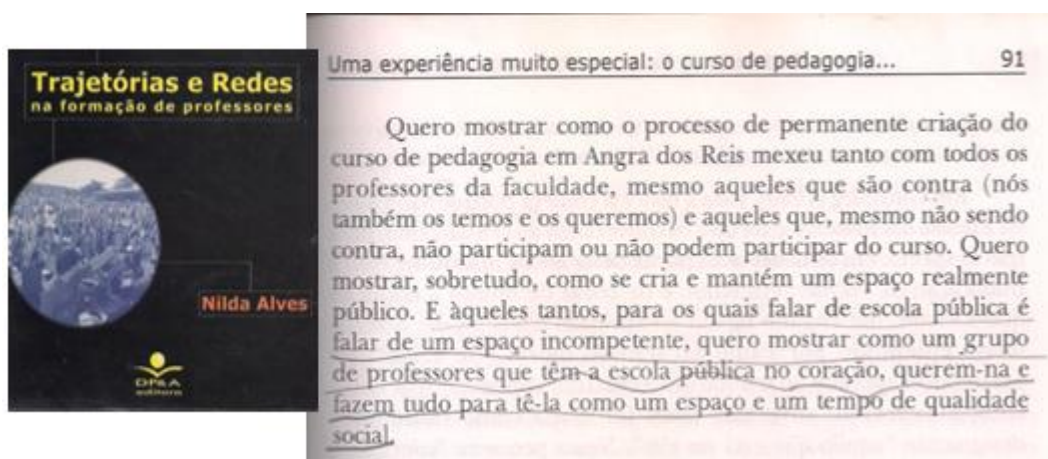 Trajetórias e Redes
na formação de professores
Nilda Alves
DP&A
editora
Uma experiência muito especial: o curso de pedagogia... 91
Quero mostrar como o processo de permanente criação do
curso de pedagogia em Angra dos Reis mexeu tanto com todos os
professores da faculdade, mesmo aqueles que são contra (nós
também os temos e os queremos) e aqueles que, mesmo não sendo
contra, não participam ou não podem participar do curso. Quero
mostrar, sobretudo, como se cria e mantém um espaço realmente
público. E àqueles tantos, para os quais falar de escola pública é
falar de um espaço incompetente, quero mostrar como um grupo
de professores que têm a escola pública no coração, querem-na e
fazem tudo para tê-la como um espaço e um tempo de qualidade
social.